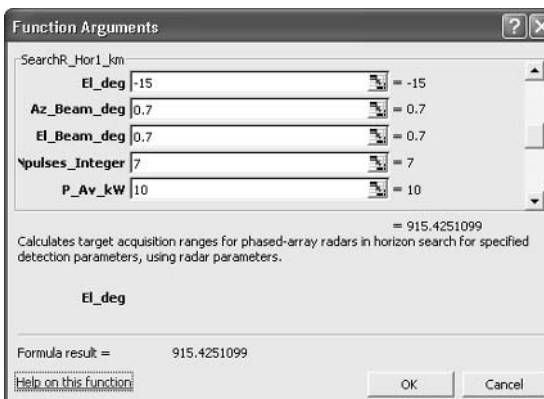 Function Arguments
SearchR_Hor1_km
El_deg -15 = -15
Az_Beam_deg 0.7 = 0.7
El_Beam_deg 0.7 = 0.7
Npulses_Integer 7 = 7
P_Av_kW 10 = 10
= 915.4251099
Calculates target acquisition ranges for phased-array radars in horizon search for specified
detection parameters, using radar parameters.
El_deg
Formula result = 915.4251099
Help on this function OK Cancel